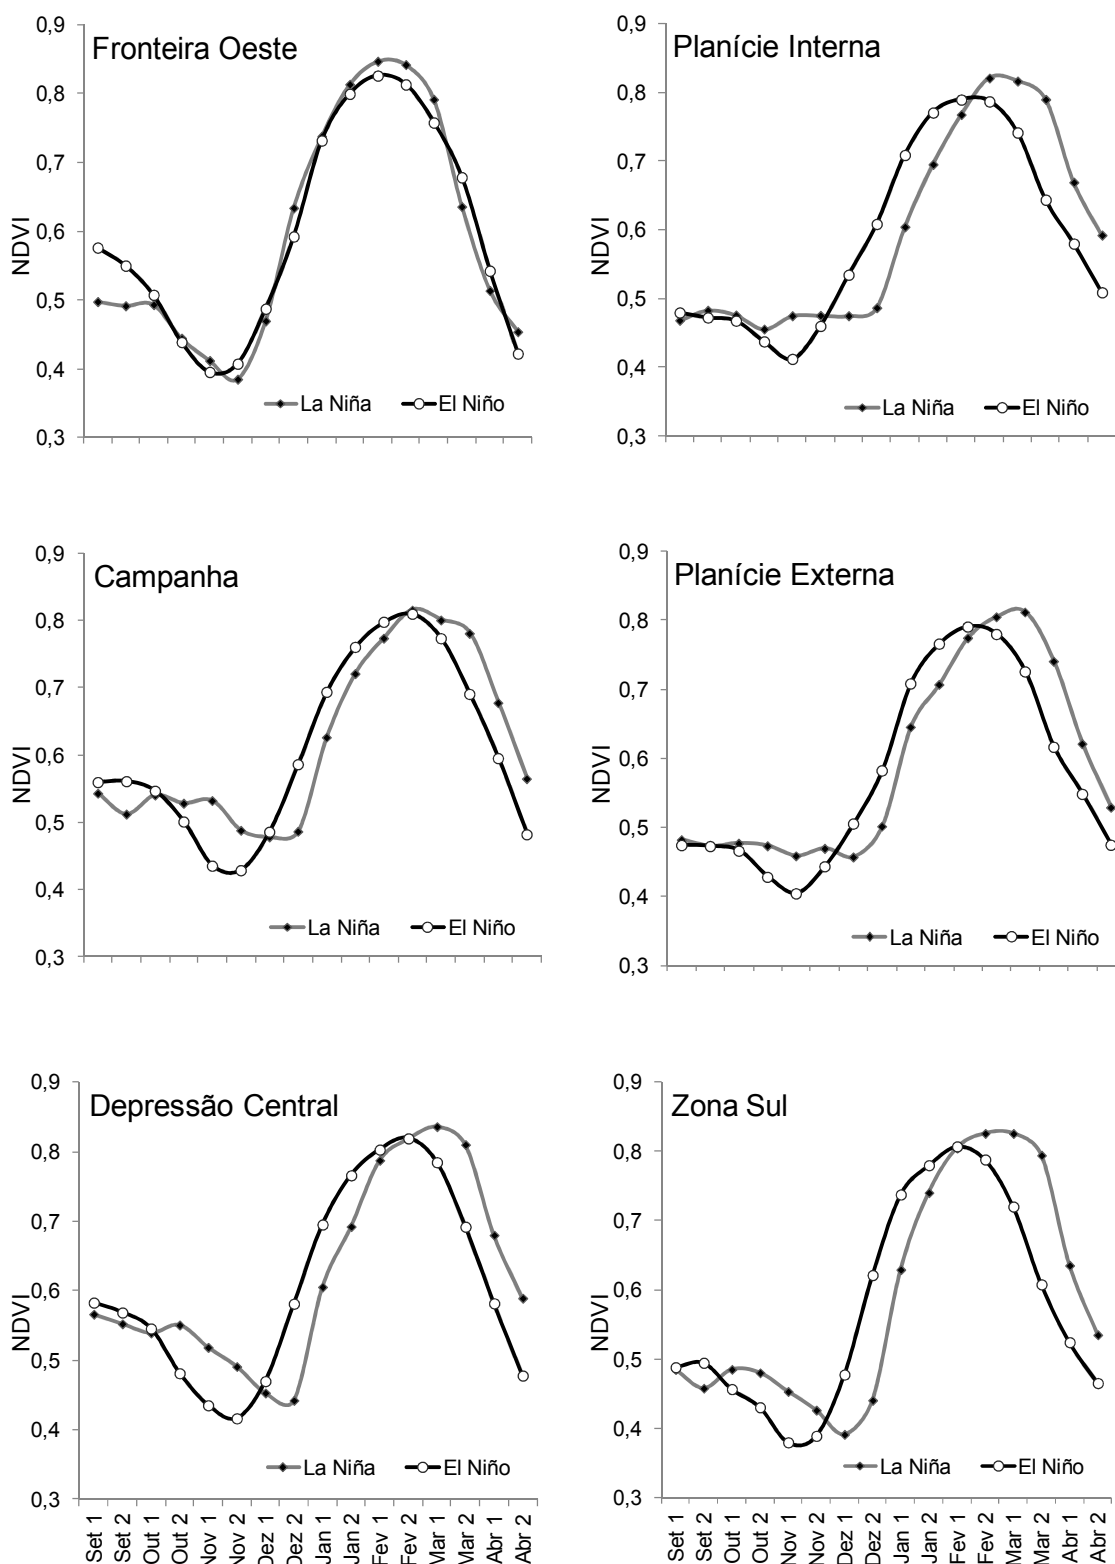 Fronteira Oeste
0,9
0,8
0,7
0,6
0,5
0,4
0,3
NDVI
La Niña
El Niño
Planície Interna
0,9
0,8
0,7
0,6
0,5
0,4
0,3
NDVI
La Niña
El Niño
Campanha
0,9
0,8
0,7
0,6
0,5
0,4
0,3
NDVI
La Niña
El Niño
Planície Externa
0,9
0,8
0,7
0,6
0,5
0,4
0,3
NDVI
La Niña
El Niño
Depressão Central
0,9
0,8
0,7
0,6
0,5
0,4
0,3
NDVI
La Niña
El Niño
Set 1
Set 2
Out 1
Out 2
Nov 1
Nov 2
Dez 1
Dez 2
Jan 1
Jan 2
Fev 1
Fev 2
Mar 1
Mar 2
Abr 1
Abr 2
Zona Sul
0,9
0,8
0,7
0,6
0,5
0,4
0,3
NDVI
La Niña
El Niño
Set 1
Set 2
Out 1
Out 2
Nov 1
Nov 2
Dez 1
Dez 2
Jan 1
Jan 2
Fev 1
Fev 2
Mar 1
Mar 2
Abr 1
Abr 2